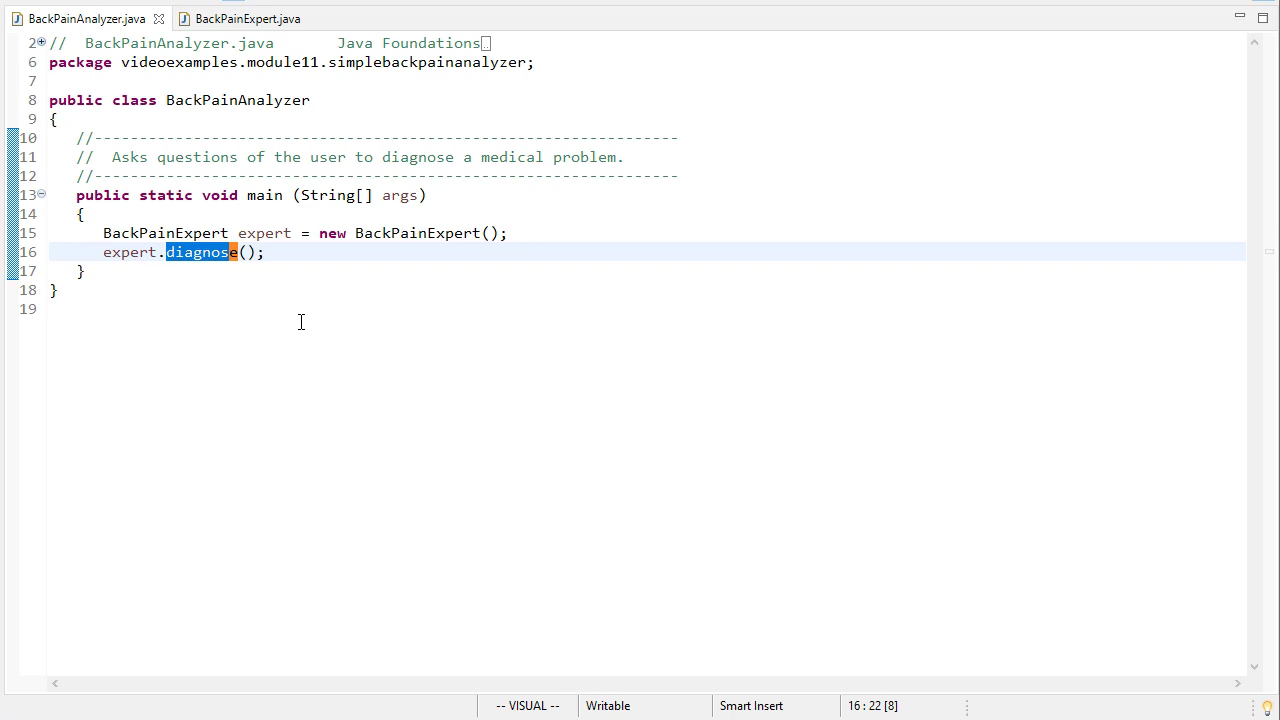 BackPainAnalyzer.java BackPainExpert.java
2 // BackPainAnalyzer.java Java Foundations
6 package videoexamples.module11.simplebackpainanalyzer;
7
8 public class BackPainAnalyzer
9 {
10 //-----------------------------------------------------------------
11 // Asks questions of the user to diagnose a medical problem.
12 //-----------------------------------------------------------------
13 public static void main (String[] args)
14 {
15 BackPainExpert expert = new BackPainExpert();
16 expert.diagnose();
17 }
18 }
19
-- VISUAL -- Writable Smart Insert 16 : 22 [8]